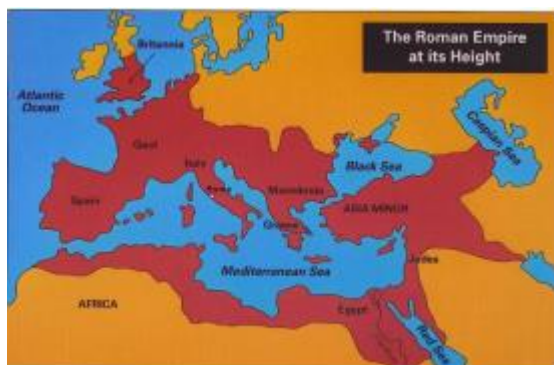 The Roman Empire
at its Height
Britannia
Atlantic
Ocean
Caspian Sea
Gaul
Italy
Black Sea
Rome
Macedonia
Spain
ASIA MINOR
Greece
Mediterranean Sea
Judea
AFRICA
Egypt
Red Sea